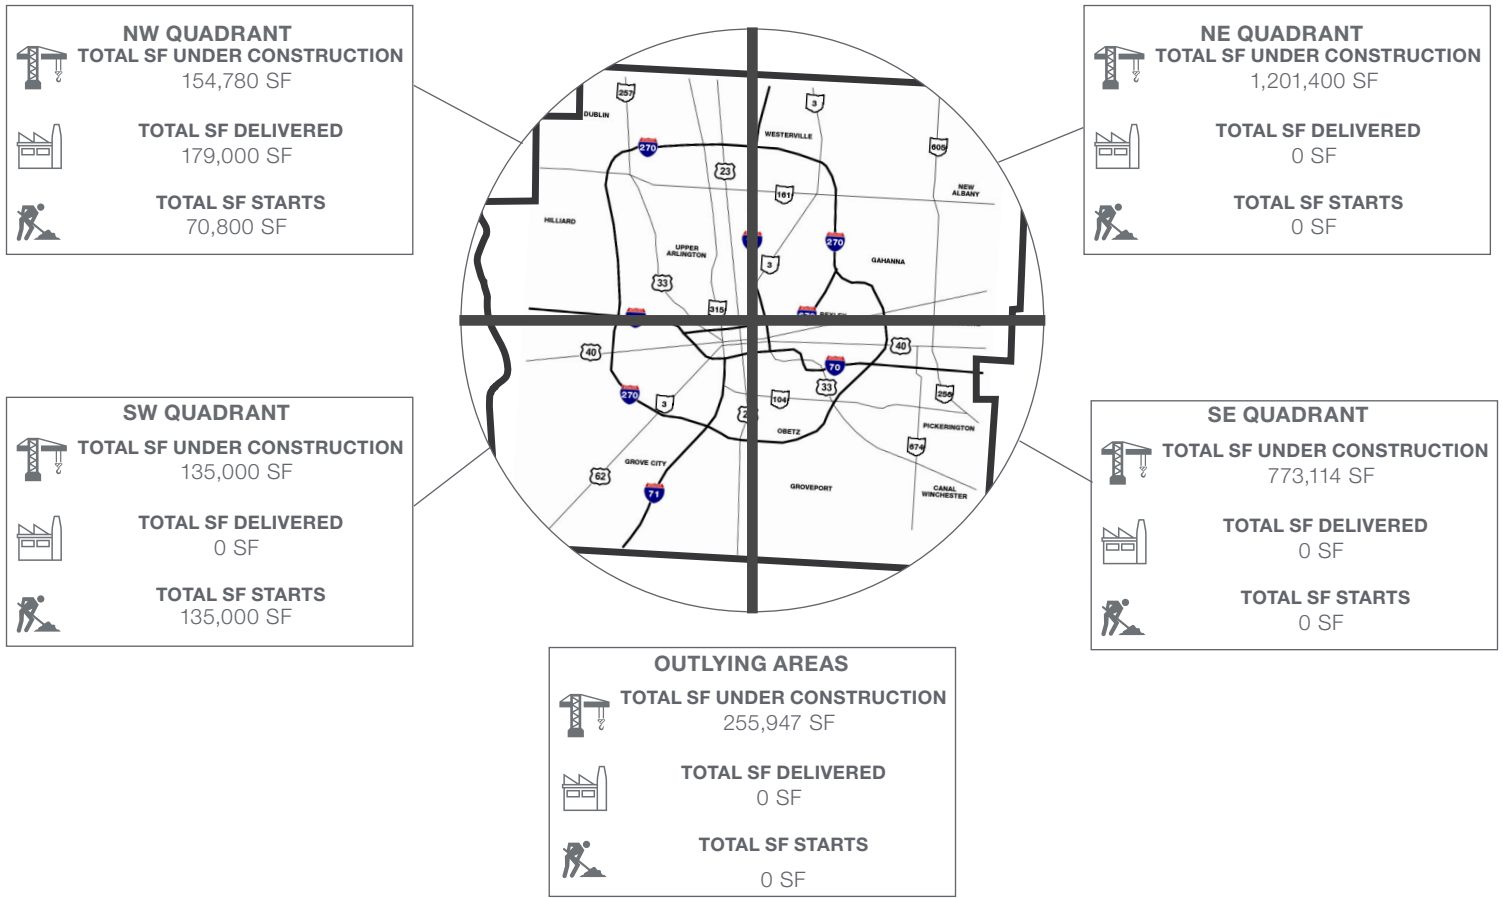 NW QUADRANT
TOTAL SF UNDER CONSTRUCTION
154,780 SF
TOTAL SF DELIVERED
179,000 SF
TOTAL SF STARTS
70,800 SF
NE QUADRANT
TOTAL SF UNDER CONSTRUCTION
1,201,400 SF
TOTAL SF DELIVERED
0 SF
TOTAL SF STARTS
0 SF
257
3
DUBLIN
WESTERVILLE
270
605
23
161
NEW
ALBANY
HILLIARD
UPPER
ARLINGTON
270
3
GAHANNA
33
315
40
40
70
33
270
3
104
256
OBETZ
PICKERINGTON
674
GROVE CITY
62
71
GROVEPORT
CANAL
WINCHESTER
SW QUADRANT
TOTAL SF UNDER CONSTRUCTION
135,000 SF
TOTAL SF DELIVERED
0 SF
TOTAL SF STARTS
135,000 SF
SE QUADRANT
TOTAL SF UNDER CONSTRUCTION
773,114 SF
TOTAL SF DELIVERED
0 SF
TOTAL SF STARTS
0 SF
OUTLYING AREAS
TOTAL SF UNDER CONSTRUCTION
255,947 SF
TOTAL SF DELIVERED
0 SF
TOTAL SF STARTS
0 SF